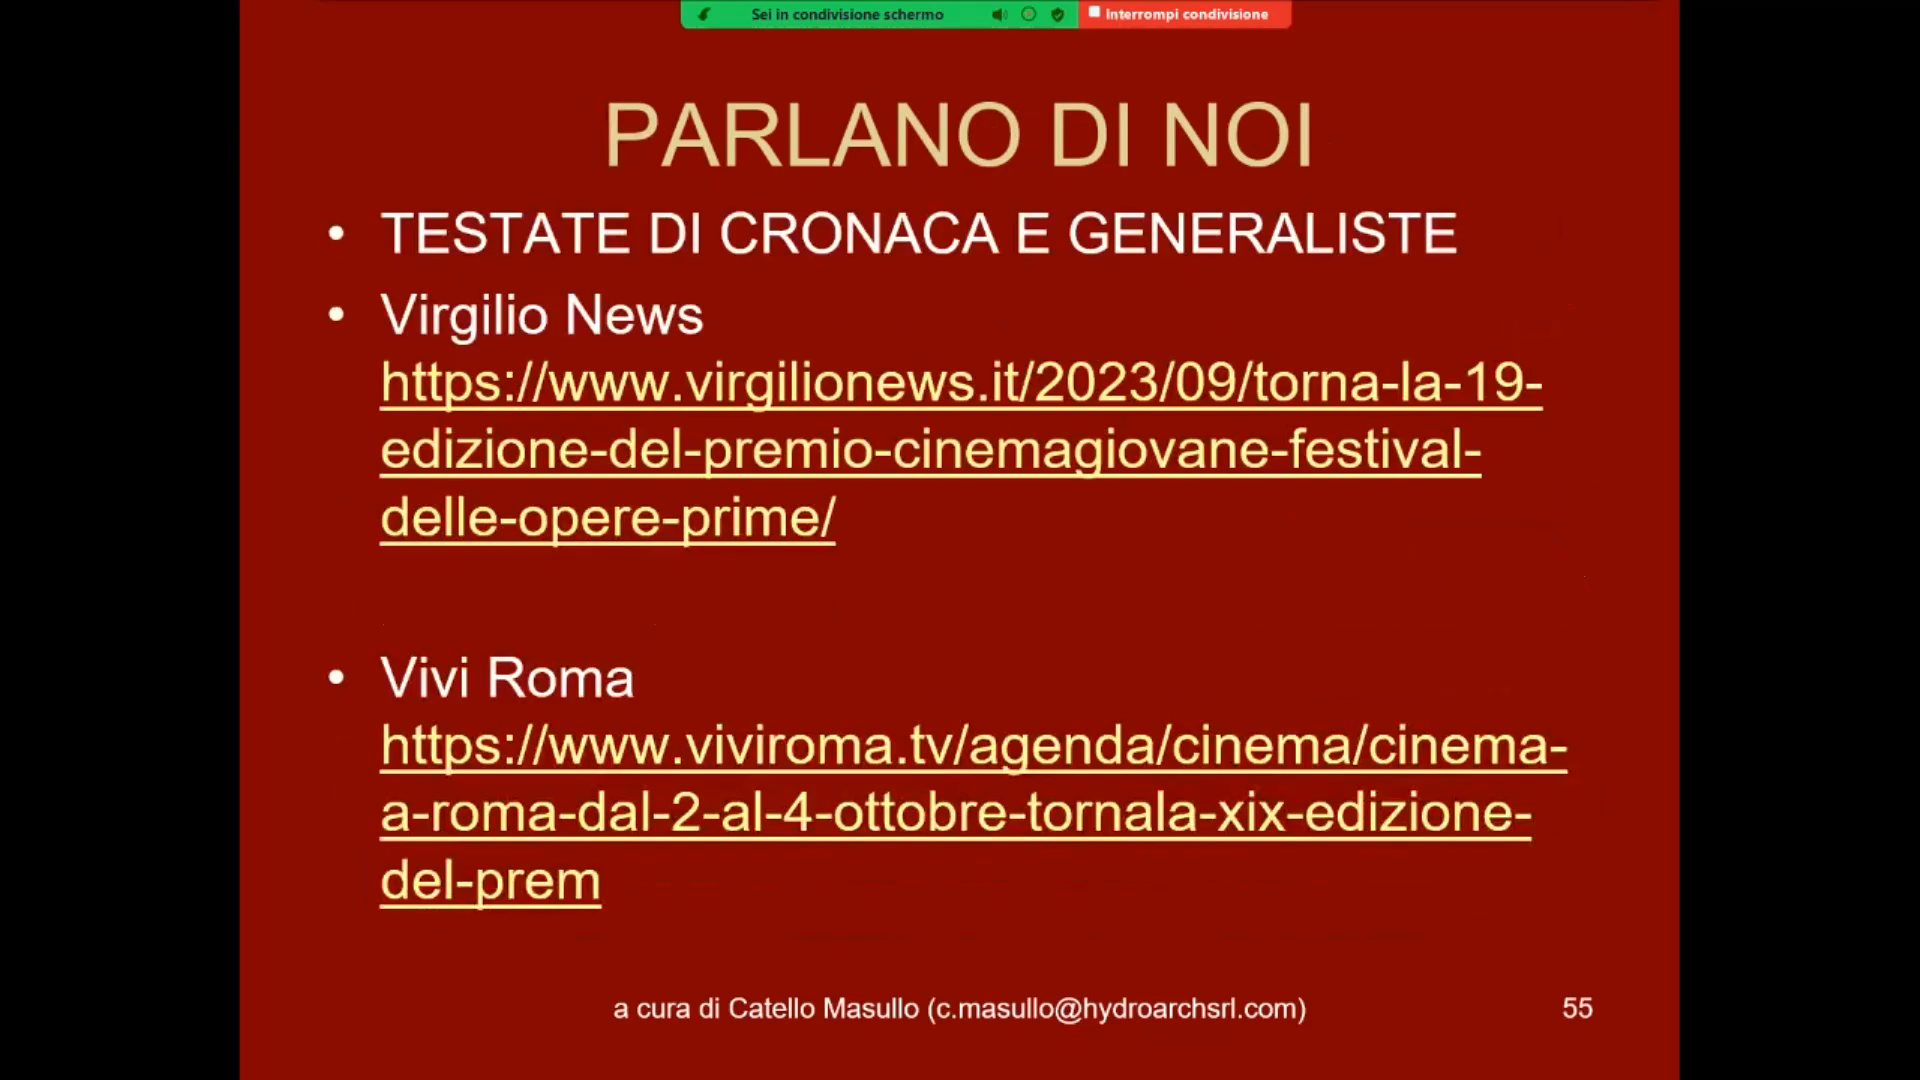 Sei in condivisione schermo
Interrompi condivisione
PARLANO DI NOI
• TESTATE DI CRONACA E GENERALISTE
• Virgilio News
https://www.virgilionews.it/2023/09/torna-la-19-
edizione-del-premio-cinemagiovane-festival-
delle-opere-prime/
• Vivi Roma
https://www.viviroma.tv/agenda/cinema/cinema-
a-roma-dal-2-al-4-ottobre-tornala-xix-edizione-
del-prem
a cura di Catello Masullo (c.masullo@hydroarchsrl.com)
55